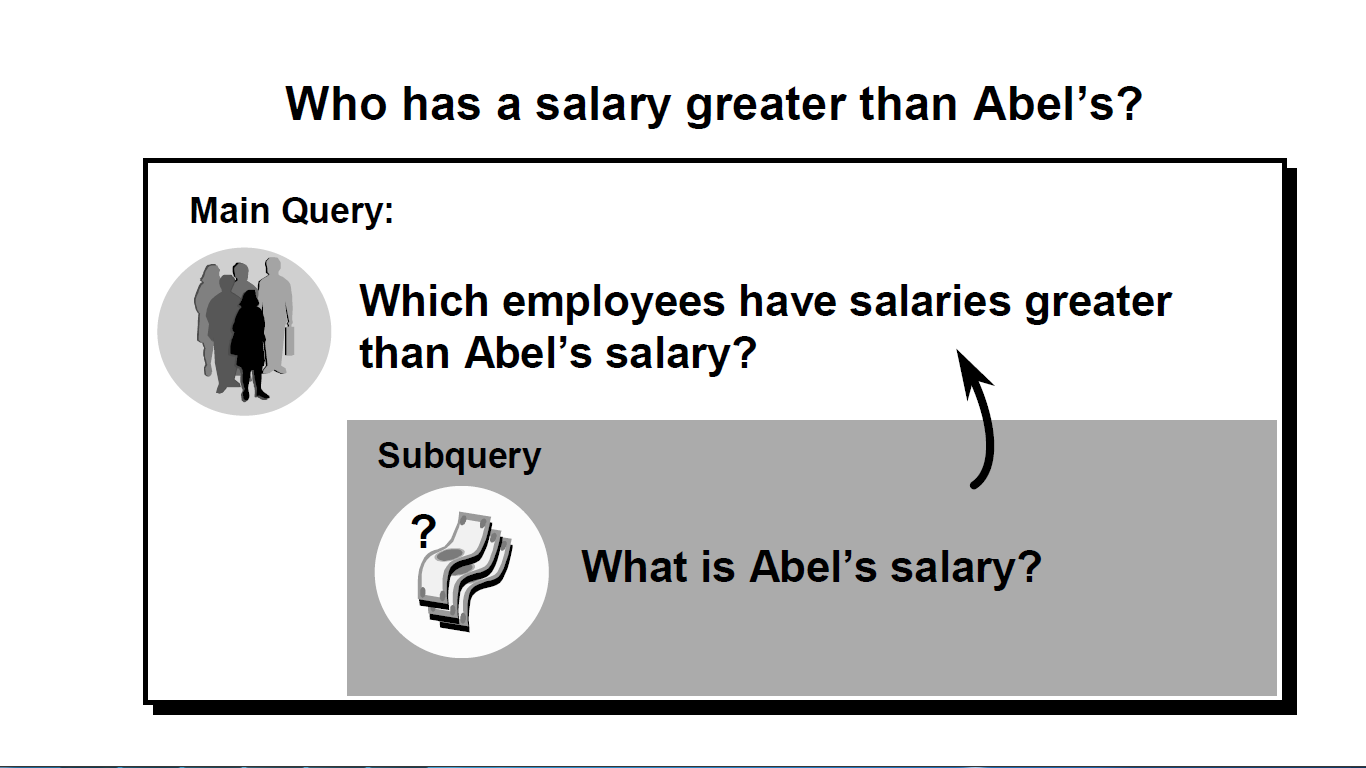 Who has a salary greater than Abel’s?
Main Query:
Which employees have salaries greater
than Abel’s salary?
Subquery
?
What is Abel’s salary?